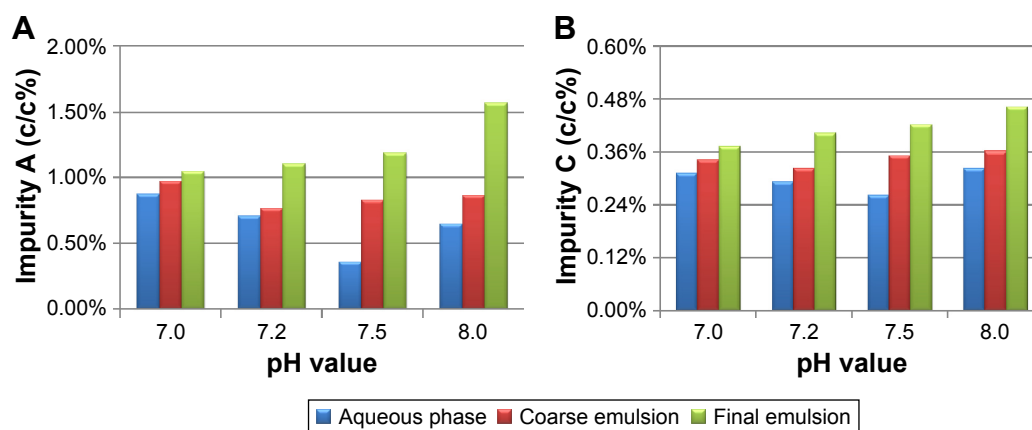 A
Impurity A (c/c%)
2.00%
1.50%
1.00%
0.50%
0.00%
7.0 7.2 7.5 8.0
pH value
B
Impurity C (c/c%)
0.60%
0.48%
0.36%
0.24%
0.12%
0.00%
7.0 7.2 7.5 8.0
pH value
Aqueous phase Coarse emulsion Final emulsion